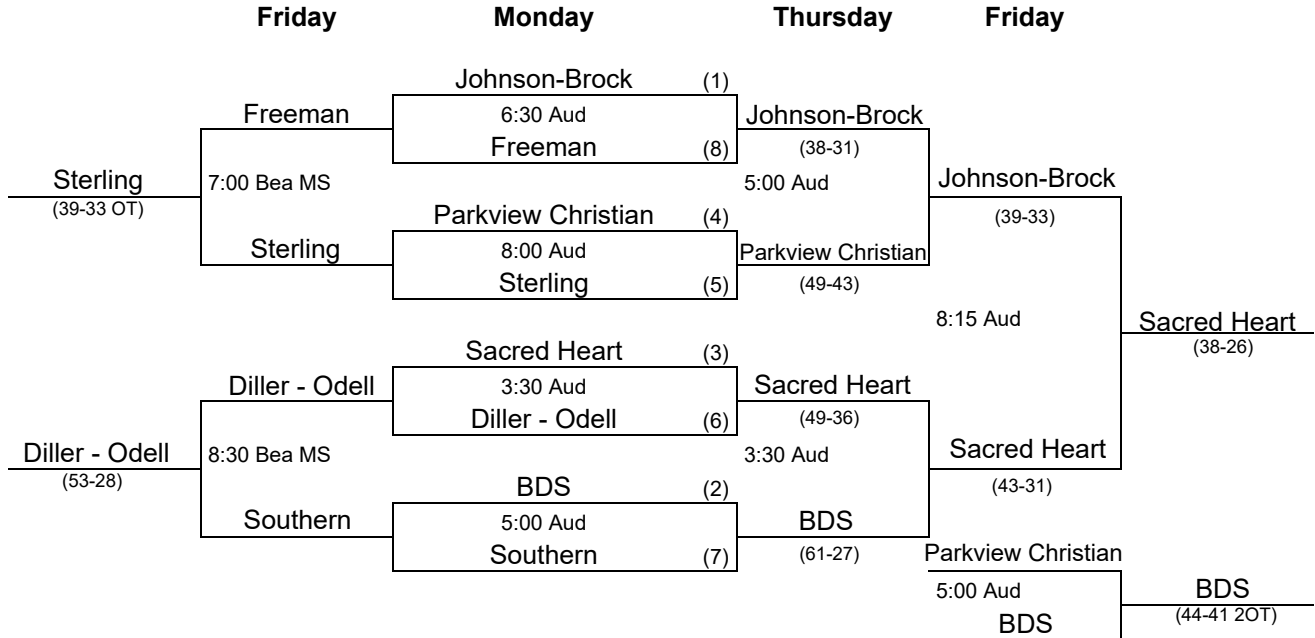 Friday Monday Thursday Friday
Johnson-Brock (1)
Freeman 6:30 Aud Johnson-Brock
Freeman (8) (38-31)
Sterling 7:00 Bea MS 5:00 Aud Johnson-Brock
(39-33 OT) Parkview Christian (4) (39-33)
Sterling 8:00 Aud Parkview Christian
Sterling (5) (49-43)
8:15 Aud Sacred Heart
Sacred Heart (3) (38-26)
Diller - Odell 3:30 Aud Sacred Heart
Diller - Odell (6) (49-36)
Diller - Odell 8:30 Bea MS 3:30 Aud Sacred Heart
(53-28) BDS (2) (43-31)
Southern 5:00 Aud BDS
Southern (7) (61-27) Parkview Christian
5:00 Aud BDS
BDS (44-41 2OT)